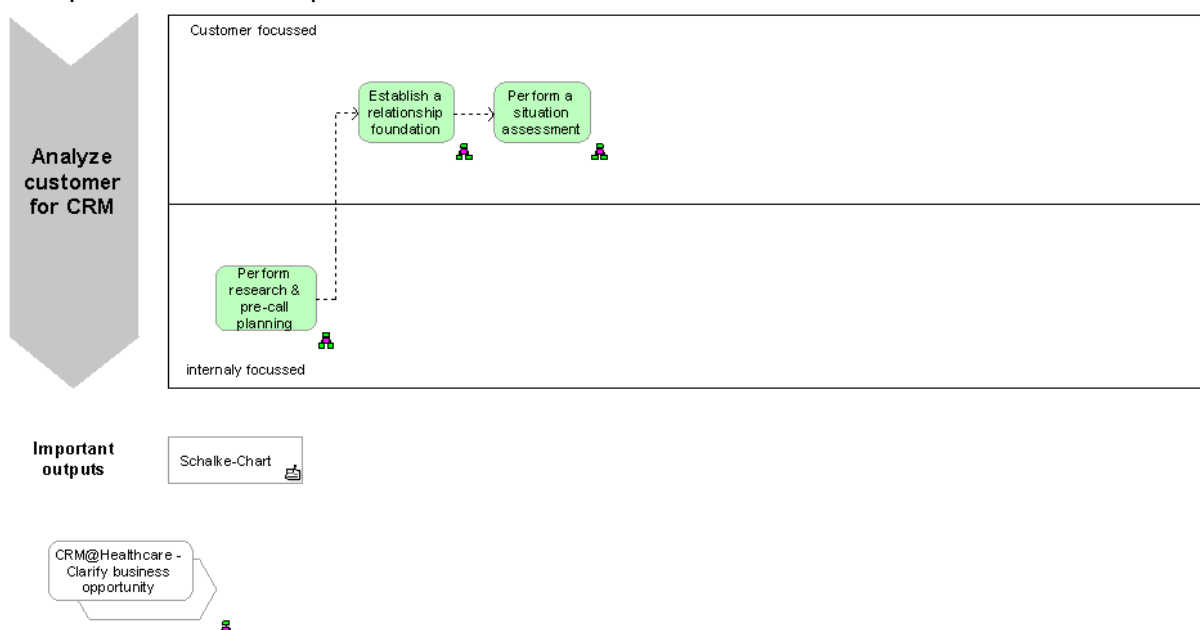 Customer focussed
Establish a
relationship
foundation
Perform a
situation
assessment
Analyze
customer
for CRM
Perform
research &
pre-call
planning
internaly focussed
Important
outputs
Schalke-Chart
CRM@Healthcare -
Clarify business
opportunity